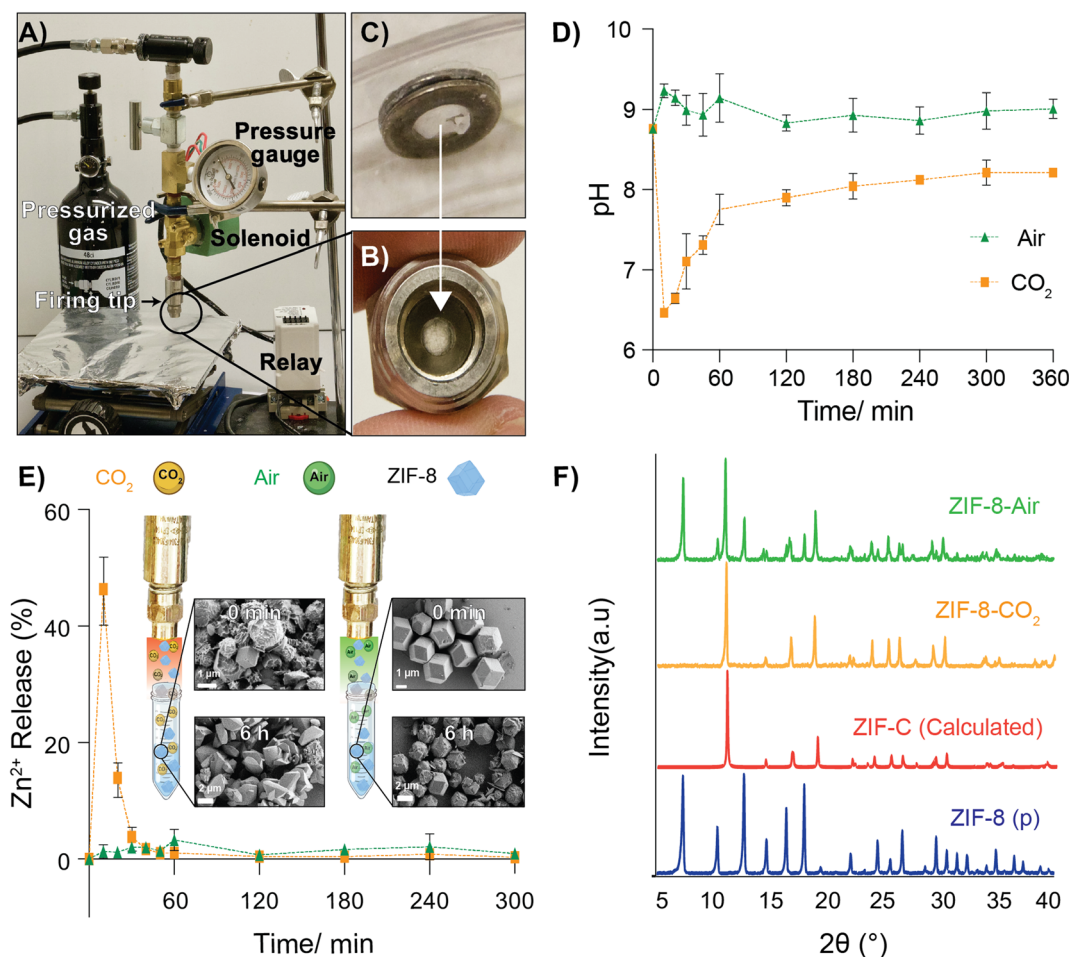 A)
Pressure
gauge
Pressurized
gas
Solenoid
Firing tip
Relay
C)
B)
D)
10
9
8
7
6
pH
Air
CO₂
0 60 120 180 240 300 360
Time/ min
E)
CO₂ CO₂ Air Air ZIF-8
60
40
20
0
Zn²⁺ Release (%)
0 min
1 µm
6 h
2 µm
0 min
1 µm
6 h
2 µm
60 120 180 240 300
Time/ min
F)
ZIF-8-Air
ZIF-8-CO₂
ZIF-C (Calculated)
ZIF-8 (p)
Intensity(a.u)
5 10 15 20 25 30 35 40
2θ (°)